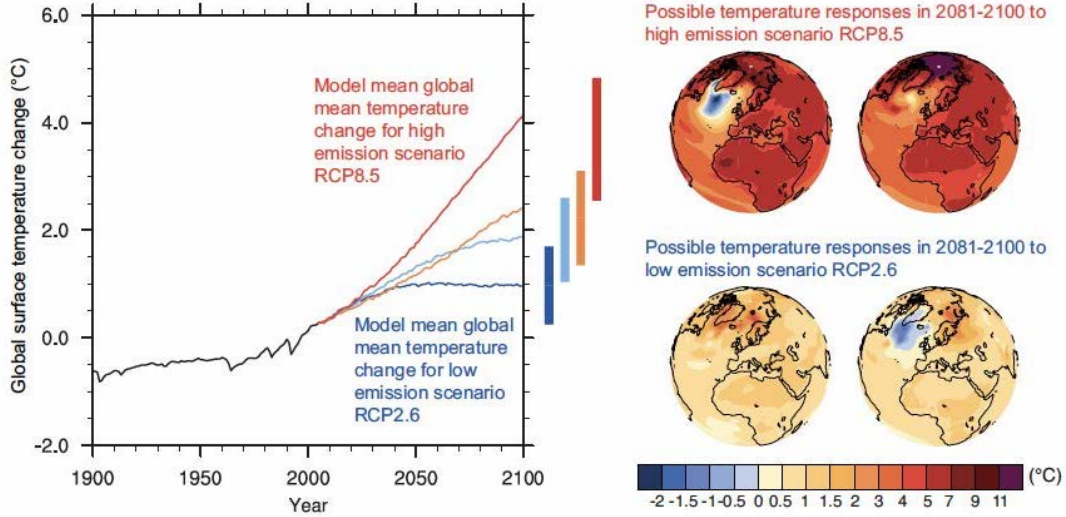 6.0
4.0
2.0
0.0
-2.0
Global surface temperature change (°C)
1900
1950
2000
2050
2100
Year
Model mean global
mean temperature
change for high
emission scenario
RCP8.5
Model mean global
mean temperature
change for low
emission scenario
RCP2.6
Possible temperature responses in 2081-2100 to
high emission scenario RCP8.5
Possible temperature responses in 2081-2100 to
low emission scenario RCP2.6
-2 -1.5 -1 -0.5 0 0.5 1 1.5 2 3 4 5 7 9 11 (°C)